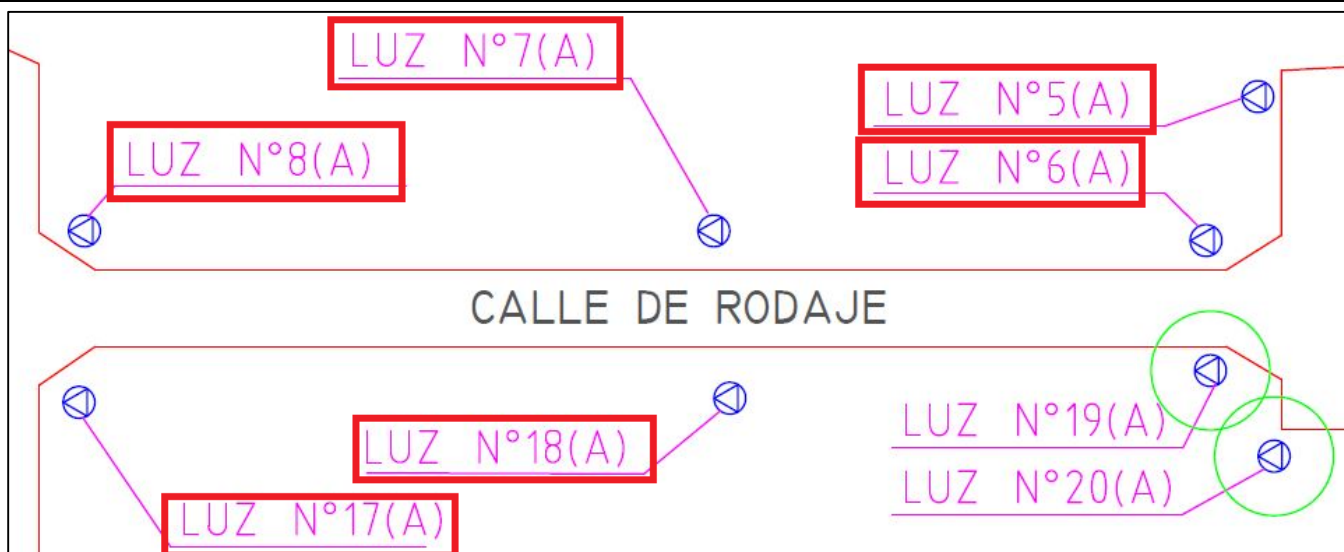 LUZ N°7(A)
LUZ N°5(A)
LUZ N°8(A)
LUZ N°6(A)
CALLE DE RODAJE
LUZ N°19(A)
LUZ N°18(A)
LUZ N°20(A)
LUZ N°17(A)